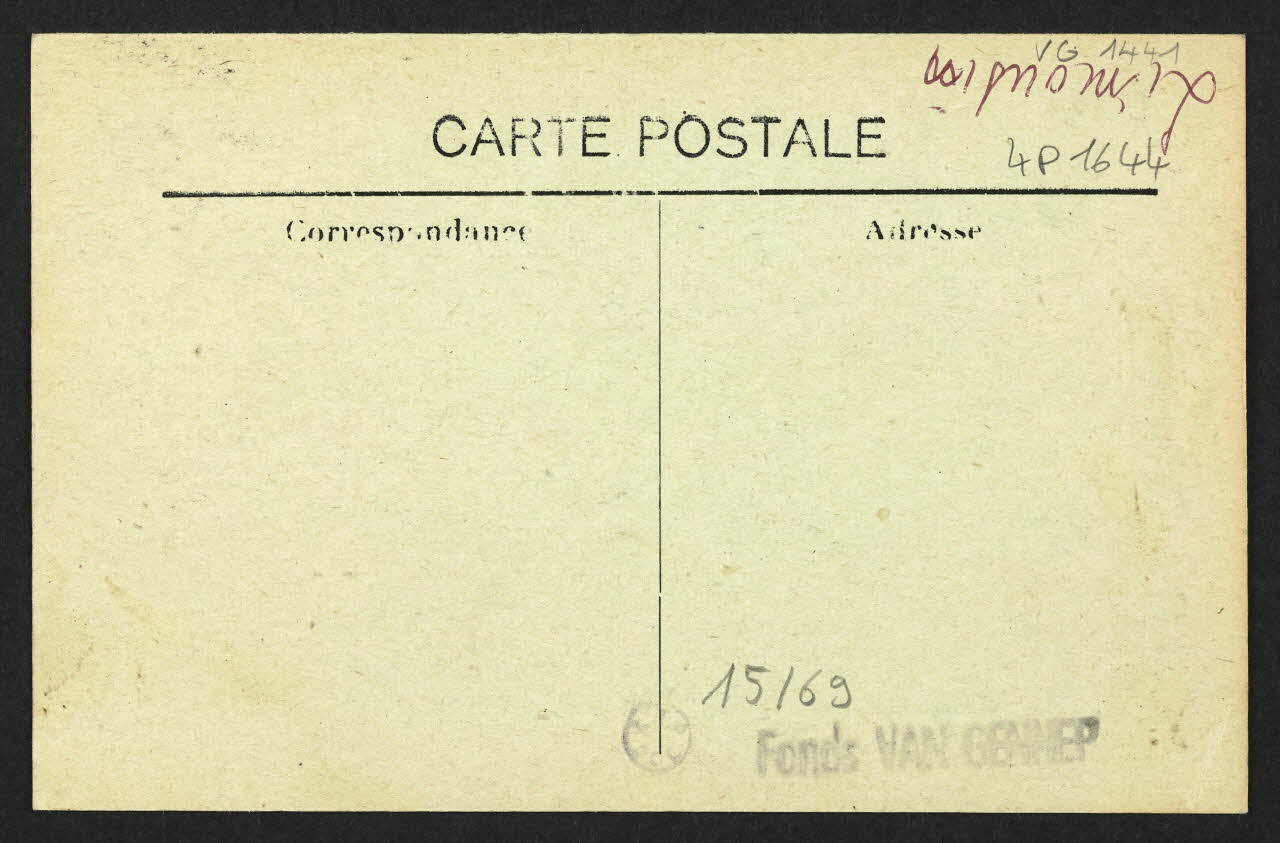 VG 1441
CARTE POSTALE
4P1644
Correspondance
Adresse
15/69
Fonds VAN GENNEP